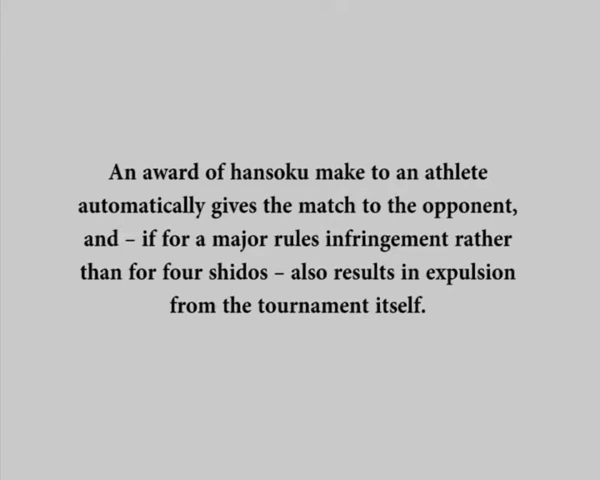 An award of hansoku make to an athlete
automatically gives the match to the opponent,
and – if for a major rules infringement rather
than for four shidos – also results in expulsion
from the tournament itself.